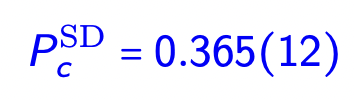 P_c^SD = 0.365(12)